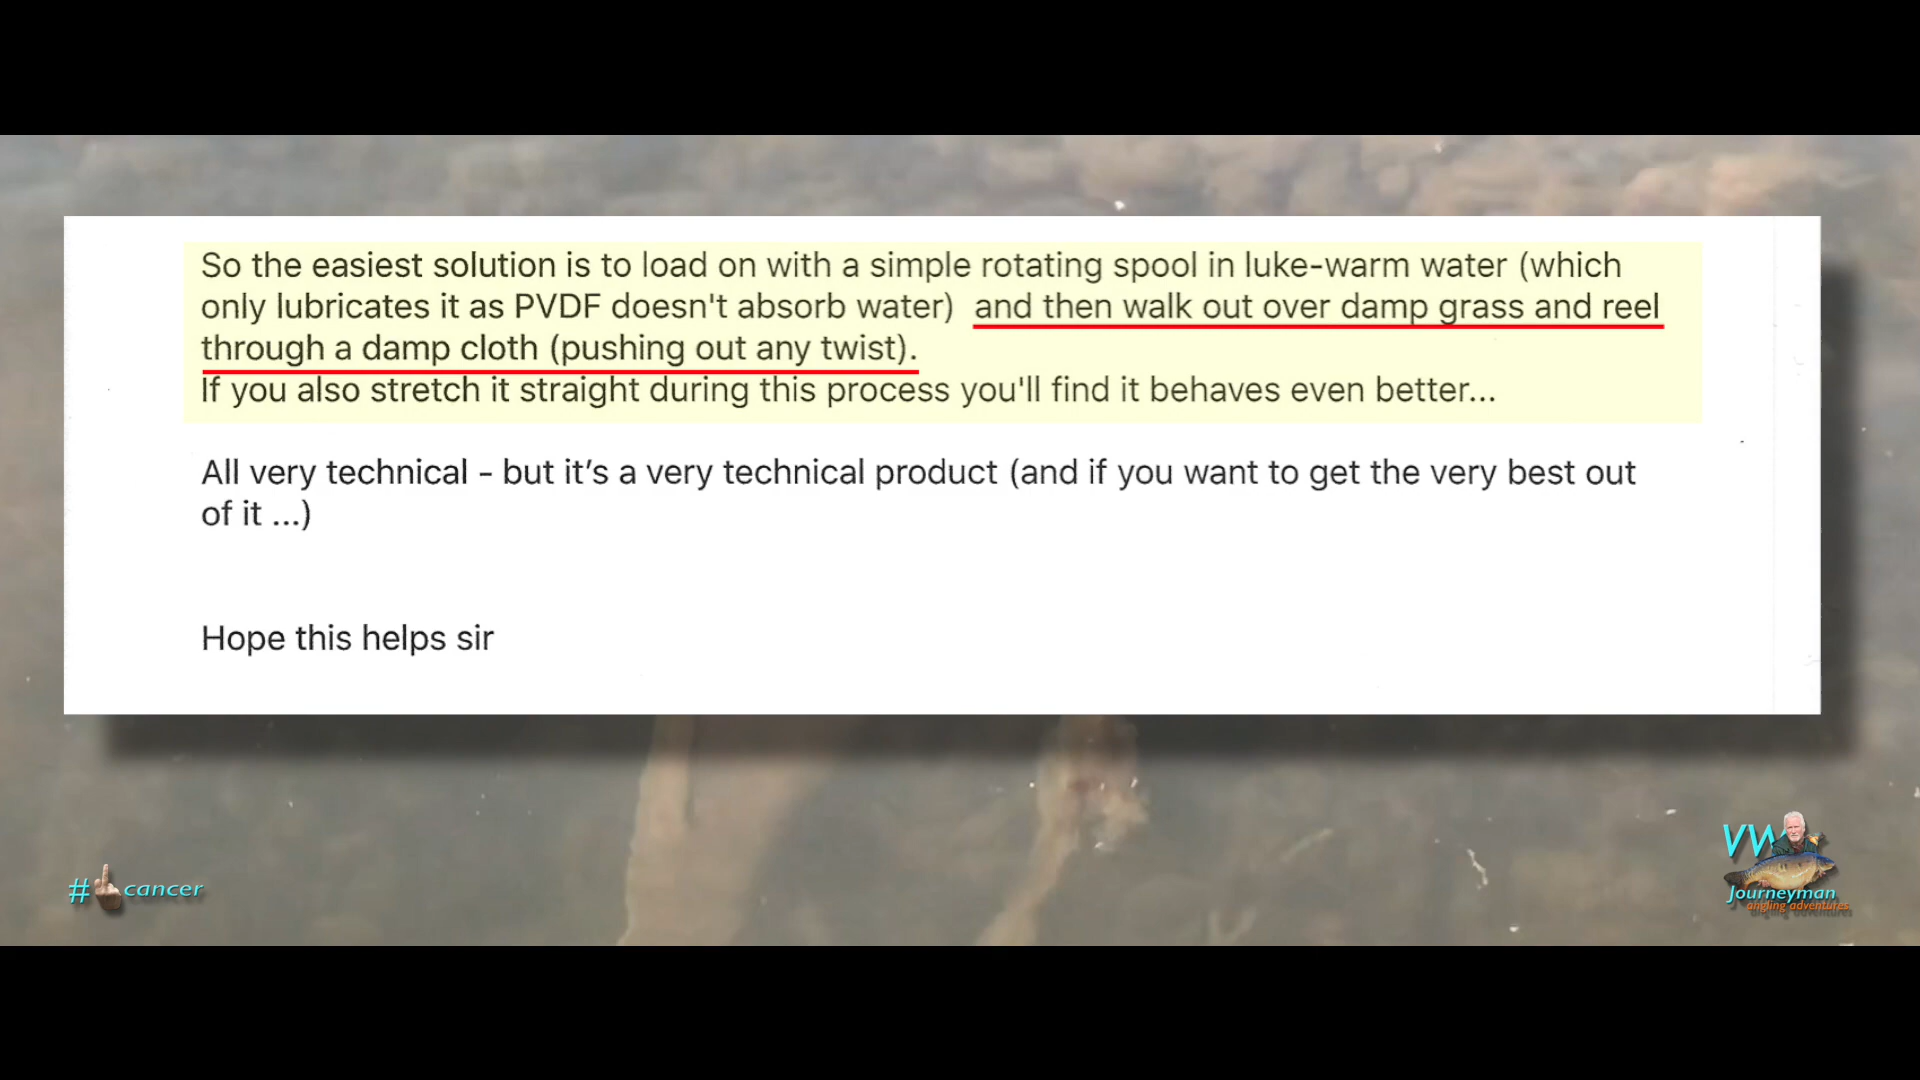 So the easiest solution is to load on with a simple rotating spool in luke-warm water (which
only lubricates it as PVDF doesn't absorb water)  and then walk out over damp grass and reel
through a damp cloth (pushing out any twist).
If you also stretch it straight during this process you'll find it behaves even better...
All very technical - but it’s a very technical product (and if you want to get the very best out
of it ...)
Hope this helps sir
# cancer
VW
Journeyman
angling adventures